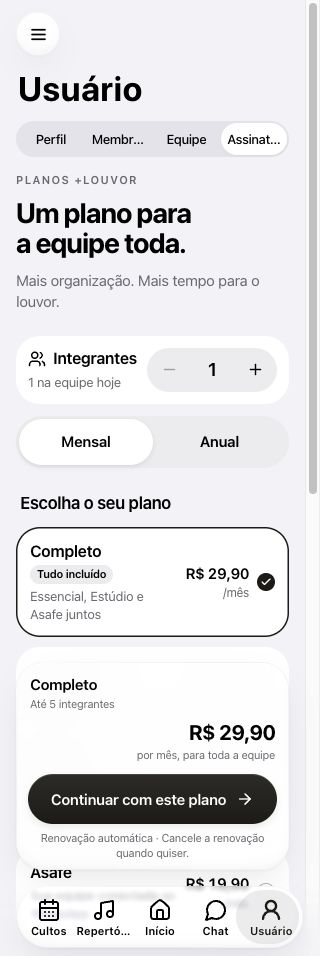 Usuário
Perfil
Membr...
Equipe
Assinat...
PLANOS +LOUVOR
Um plano para
a equipe toda.
Mais organização. Mais tempo para o
louvor.
Integrantes
1 na equipe hoje
1
Mensal
Anual
Escolha o seu plano
Completo
Tudo incluído
Essencial, Estúdio e
Asafe juntos
R$ 29,90
/mês
Completo
Até 5 integrantes
R$ 29,90
por mês, para toda a equipe
Continuar com este plano
Renovação automática · Cancele a renovação
quando quiser.
Asafe
R$ 19,90
Cultos
Repertó...
Início
Chat
Usuário